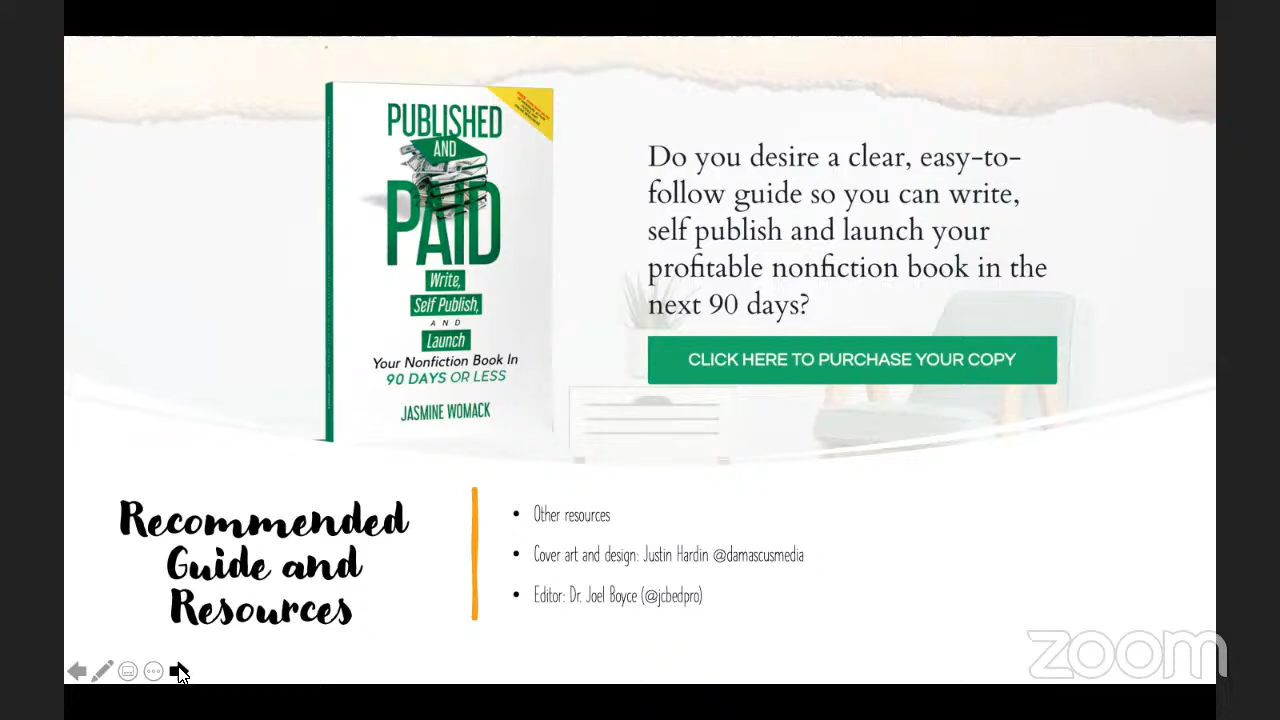 PUBLISHED
AND
PAID
Write,
Self Publish,
AND
Launch
Your Nonfiction Book In
90 DAYS OR LESS
JASMINE WOMACK
Do you desire a clear, easy-to-
follow guide so you can write,
self publish and launch your
profitable nonfiction book in the
next 90 days?
CLICK HERE TO PURCHASE YOUR COPY
Recommended
Guide and
Resources
• Other resources
• Cover art and design: Justin Hardin @damascusmedia
• Editor: Dr. Joel Boyce (@jcbedpro)
zoom